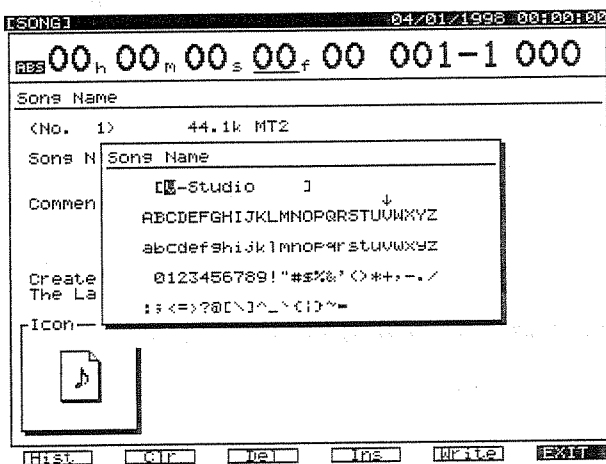 [SONG] 04/01/1998 00:00:00
ABS 00h 00m 00s 00f 00 001-1 000
Song Name
<No. 1> 44.1k MT2
Song N
Song Name
[V-Studio ]
Commen
↓
ABCDEFGHIJKLMNOPQRSTUVWXYZ
abcdefghijklmnopqrstuvwxyz
0123456789!"#$%&'()*+,-./
:;<=>?@[\]^_`{|}~=
Create
The La
Icon
Hist Clr Del Ins Write EXIT